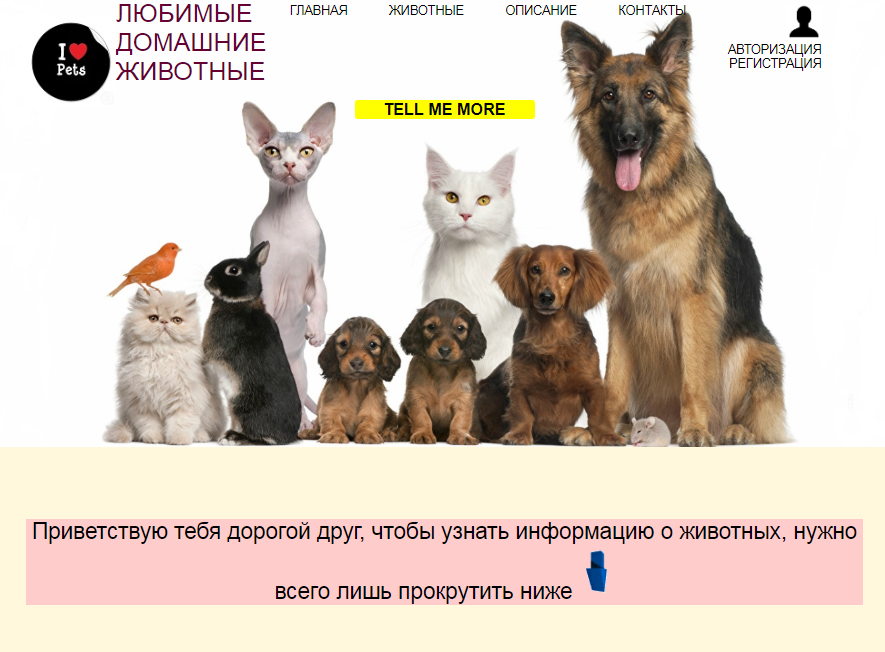 I ❤ Pets
ЛЮБИМЫЕ
ДОМАШНИЕ
ЖИВОТНЫЕ
ГЛАВНАЯ ЖИВОТНЫЕ ОПИСАНИЕ КОНТАКТЫ
АВТОРИЗАЦИЯ
РЕГИСТРАЦИЯ
TELL ME MORE
Приветствую тебя дорогой друг, чтобы узнать информацию о животных, нужно
всего лишь прокрутить ниже